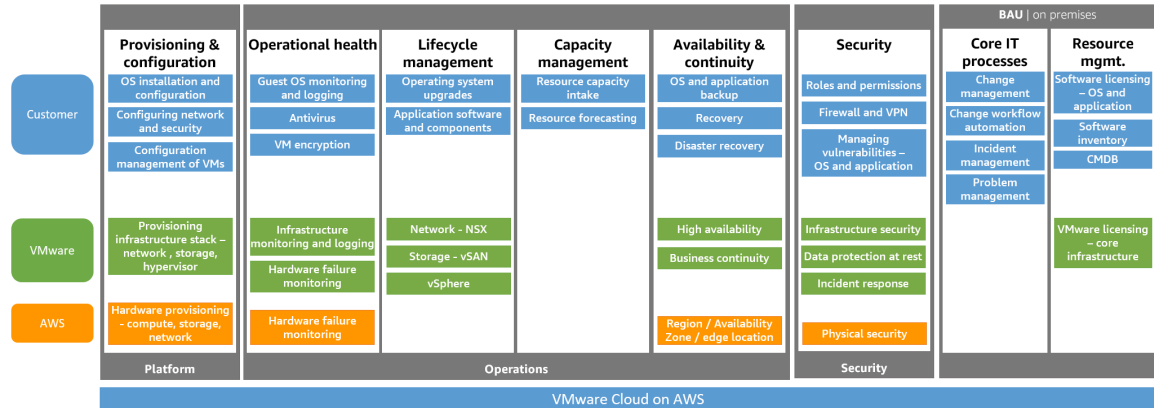 BAU | on premises
Provisioning &
configuration
Operational health
Lifecycle
management
Capacity
management
Availability &
continuity
Security
Core IT
processes
Resource
mgmt.
Customer
OS installation and
configuration
Configuring network
and security
Configuration
management of VMs
Guest OS monitoring
and logging
Antivirus
VM encryption
Operating system
upgrades
Application software
and components
Resource capacity
intake
Resource forecasting
OS and application
backup
Recovery
Disaster recovery
Roles and permissions
Firewall and VPN
Managing
vulnerabilities –
OS and application
Change
management
Change workflow
automation
Incident
management
Problem
management
Software licensing
– OS and
application
Software
inventory
CMDB
VMware
Provisioning
infrastructure stack –
network , storage,
hypervisor
Infrastructure
monitoring and logging
Hardware failure
monitoring
Network - NSX
Storage - vSAN
vSphere
High availability
Business continuity
Infrastructure security
Data protection at rest
Incident response
VMware licensing
– core
infrastructure
AWS
Hardware provisioning
- compute, storage,
network
Hardware failure
monitoring
Region / Availability
Zone / edge location
Physical security
Platform
Operations
Security
VMware Cloud on AWS